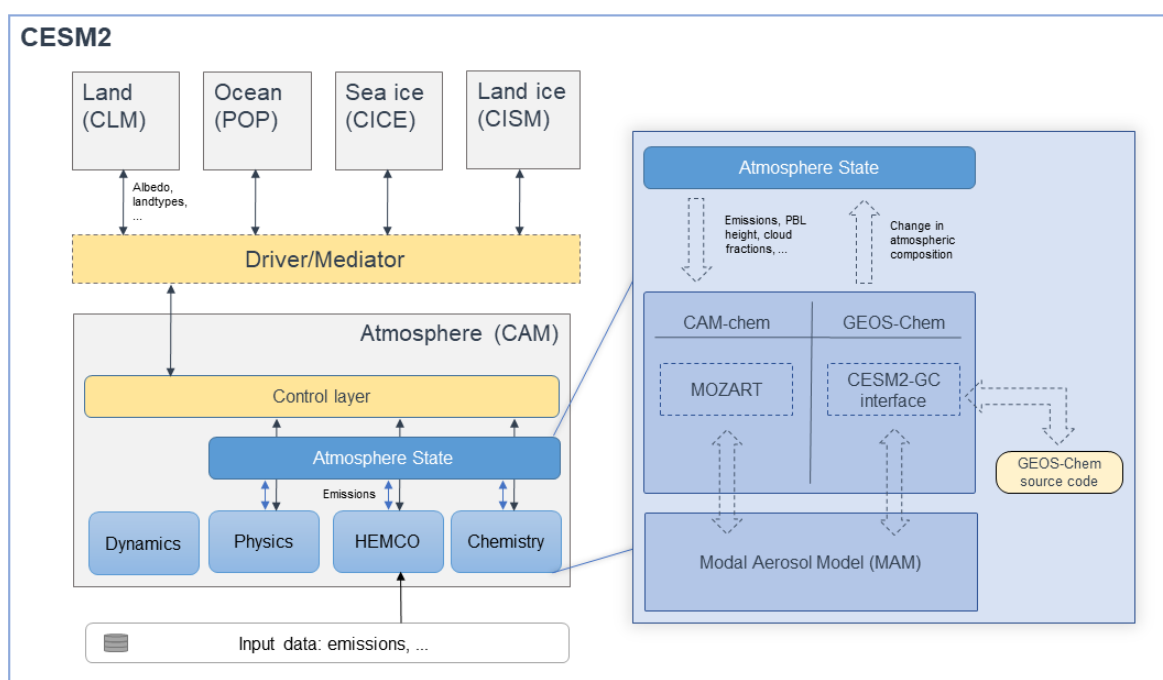 CESM2
Land
(CLM)
Ocean
(POP)
Sea ice
(CICE)
Land ice
(CISM)
Albedo,
landtypes,
...
Driver/Mediator
Atmosphere (CAM)
Control layer
Atmosphere State
Emissions
Dynamics
Physics
HEMCO
Chemistry
Input data: emissions, ...
Atmosphere State
Emissions, PBL
height, cloud
fractions, ...
Change in
atmospheric
composition
CAM-chem
GEOS-Chem
MOZART
CESM2-GC
interface
GEOS-Chem
source code
Modal Aerosol Model (MAM)